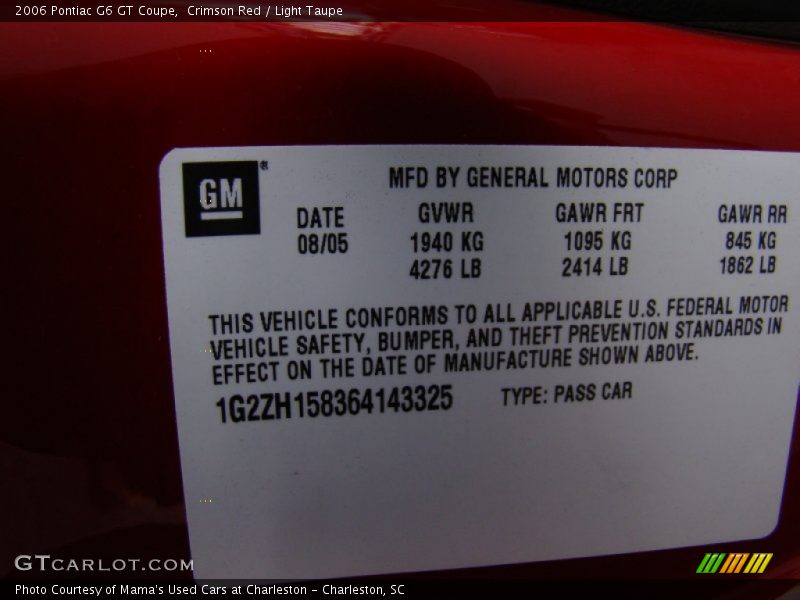 2006 Pontiac G6 GT Coupe,  Crimson Red / Light Taupe
GM
MFD BY GENERAL MOTORS CORP
DATE GVWR GAWR FRT GAWR RR
08/05 1940 KG 1095 KG 845 KG
4276 LB 2414 LB 1862 LB
THIS VEHICLE CONFORMS TO ALL APPLICABLE U.S. FEDERAL MOTOR
VEHICLE SAFETY, BUMPER, AND THEFT PREVENTION STANDARDS IN
EFFECT ON THE DATE OF MANUFACTURE SHOWN ABOVE.
1G2ZH158364143325 TYPE: PASS CAR
GTCARLOT.COM
Photo Courtesy of Mama's Used Cars at Charleston - Charleston, SC